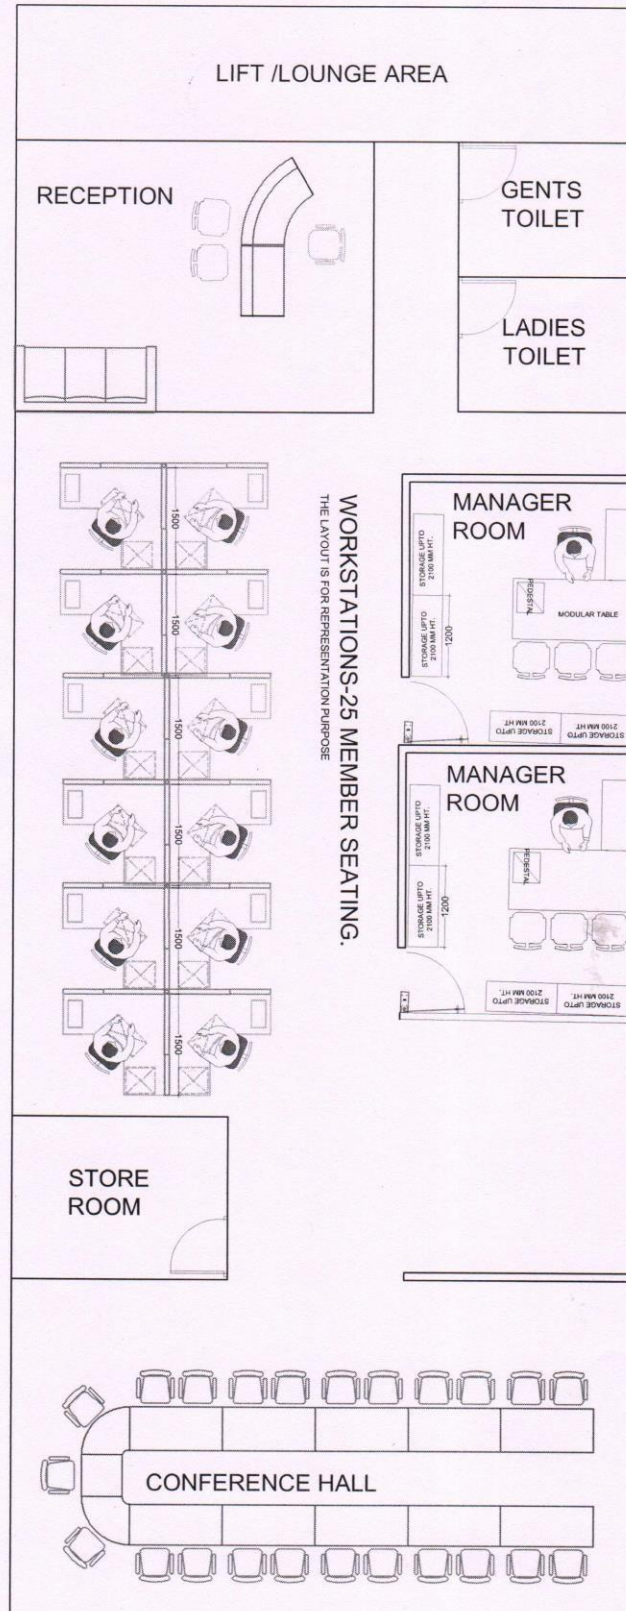 LIFT /LOUNGE AREA
RECEPTION
GENTS
TOILET
LADIES
TOILET
WORKSTATIONS-25 MEMBER SEATING.
THE LAYOUT IS FOR REPRESENTATION PURPOSE
1500
1500
1500
1500
1500
1500
MANAGER
ROOM
STORAGE UPTO
2100 MM HT.
STORAGE UPTO
2100 MM HT.
1200
PEDESTAL
MODULAR TABLE
STORAGE UPTO
2100 MM HT
STORAGE UPTO
2100 MM HT
MANAGER
ROOM
STORAGE UPTO
2100 MM HT.
STORAGE UPTO
2100 MM HT.
1200
PEDESTAL
STORAGE UPTO
2100 MM HT.
STORAGE UPTO
2100 MM HT.
STORE
ROOM
CONFERENCE HALL